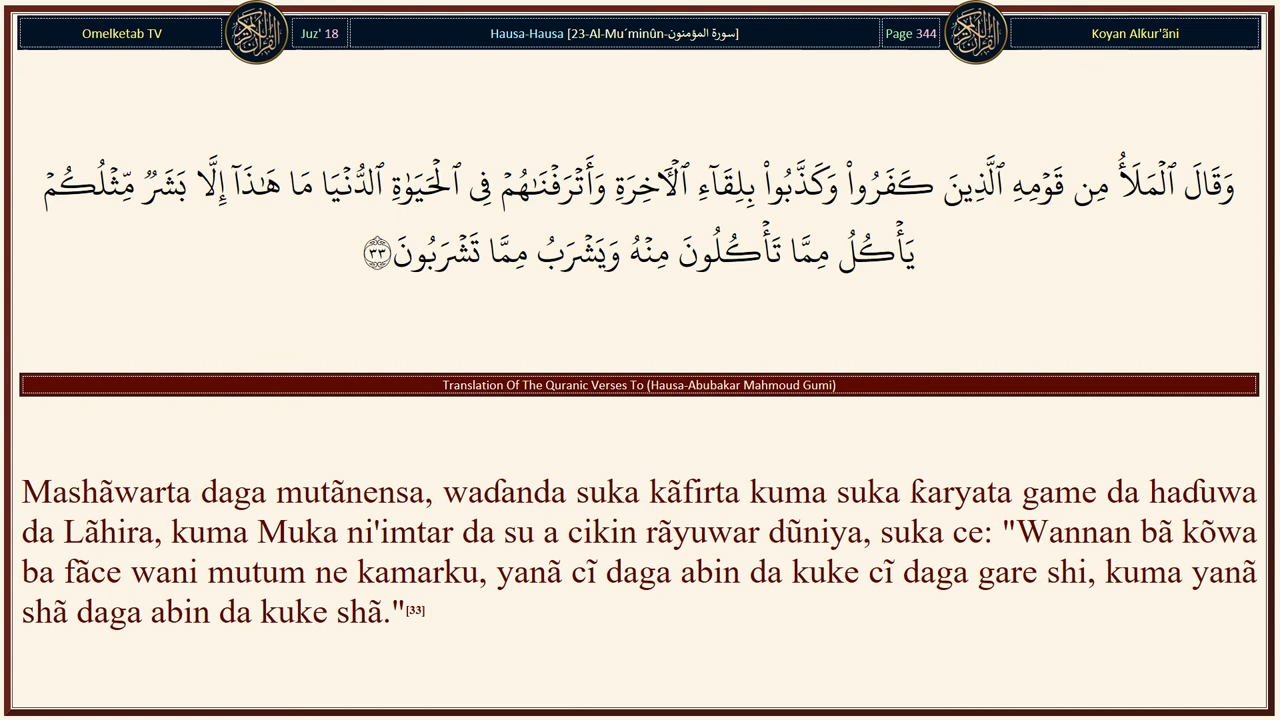 Omelketab TV
Juz' 18
Hausa-Hausa [23-Al-Mu´minûn-سورة المؤمنون]
Page 344
Koyan Alƙur'ãni
وَقَالَ ٱلۡمَلَأُ مِن قَوۡمِهِ ٱلَّذِينَ كَفَرُواْ وَكَذَّبُواْ بِلِقَآءِ ٱلۡأٓخِرَةِ وَأَتۡرَفۡنَٰهُمۡ فِي ٱلۡحَيَوٰةِ ٱلدُّنۡيَا مَا هَٰذَآ إِلَّا بَشَرٞ مِّثۡلُكُمۡ
يَأۡكُلُ مِمَّا تَأۡكُلُونَ مِنۡهُ وَيَشۡرَبُ مِمَّا تَشۡرَبُونَ ٣٣
Translation Of The Quranic Verses To (Hausa-Abubakar Mahmoud Gumi)
Mashãwarta daga mutãnensa, waɗanda suka kãfirta kuma suka ƙaryata game da haɗuwa
da Lãhira, kuma Muka ni'imtar da su a cikin rãyuwar dũniya, suka ce: "Wannan bã kõwa
ba fãce wani mutum ne kamarku, yanã cĩ daga abin da kuke cĩ daga gare shi, kuma yanã
shã daga abin da kuke shã."[33]